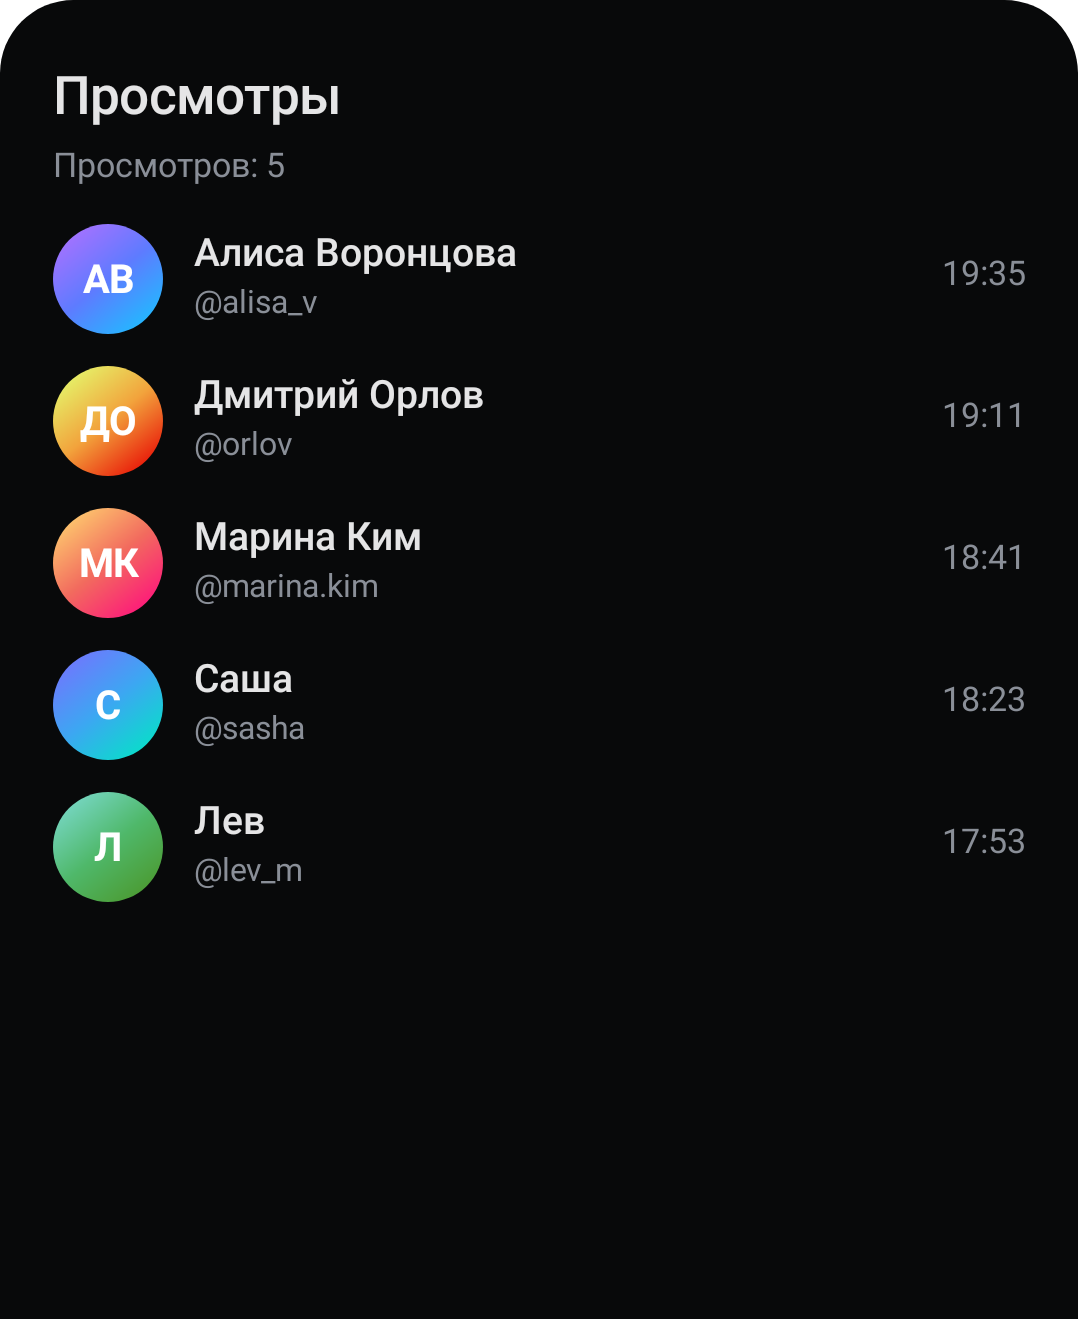 Просмотры
Просмотров: 5
АВ Алиса Воронцова 19:35
@alisa_v
ДО Дмитрий Орлов 19:11
@orlov
МК Марина Ким 18:41
@marina.kim
С Саша 18:23
@sasha
Л Лев 17:53
@lev_m